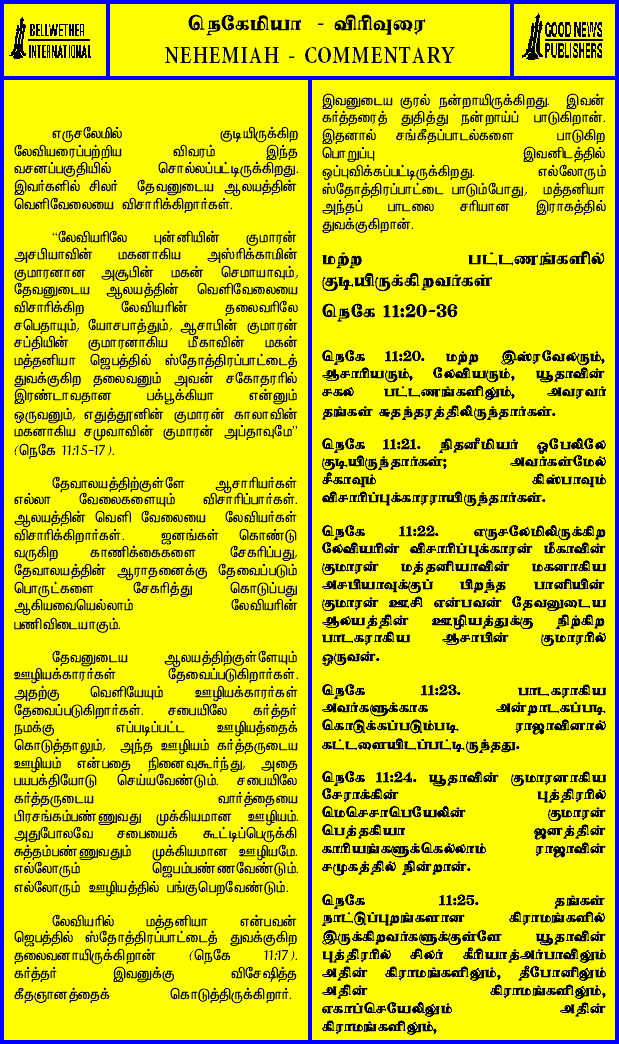 BELLWETHER
INTERNATIONAL
நெகேமியா - விரிவுரை
NEHEMIAH - COMMENTARY
GOOD NEWS
PUBLISHERS
எருசலேமில் குடியிருக்கிற
லேவியரைப்பற்றிய விவரம் இந்த
வசனப்பகுதியில் சொல்லப்பட்டிருக்கிறது.
இவர்களில் சிலர் தேவனுடைய ஆலயத்தின்
வெளிவேலையை விசாரிக்கிறார்கள்.
“லேவியரிலே புன்னியின் குமாரன்
அசபியாவின் மகனாகிய அஸ்ரிக்காமின்
குமாரனான அசூபின் மகன் செமாயாவும்,
தேவனுடைய ஆலயத்தின் வெளிவேலையை
விசாரிக்கிற லேவியரின் தலைவரிலே
சபெதாயும், யோசபாத்தும், ஆசாபின் குமாரன்
சப்தியின் குமாரனாகிய மீகாவின் மகன்
மத்தனியா ஜெபத்தில் ஸ்தோத்திரப்பாட்டைத்
துவக்குகிற தலைவனும் அவன் சகோதரரில்
இரண்டாவதான பக்பூக்கியா என்னும்
ஒருவனும், எதுத்தூனின் குமாரன் காலாவின்
மகனாகிய சமுவாவின் குமாரன் அப்தாவுமே”
(நெகே 11:15-17).
தேவாலயத்திற்குள்ளே ஆசாரியர்கள்
எல்லா வேலைகளையும் விசாரிப்பார்கள்.
ஆலயத்தின் வெளி வேலையை லேவியர்கள்
விசாரிக்கிறார்கள். ஜனங்கள் கொண்டு
வருகிற காணிக்கைகளை சேகரிப்பது,
தேவாலயத்தின் ஆராதனைக்கு தேவைப்படும்
பொருட்களை சேகரித்து கொடுப்பது
ஆகியவையெல்லாம் லேவியரின்
பணிவிடையாகும்.
தேவனுடைய ஆலயத்திற்குள்ளேயும்
ஊழியக்காரர்கள் தேவைப்படுகிறார்கள்.
அதற்கு வெளியேயும் ஊழியக்காரர்கள்
தேவைப்படுகிறார்கள். சபையிலே கர்த்தர்
நமக்கு எப்படிப்பட்ட ஊழியத்தைக்
கொடுத்தாலும், அந்த ஊழியம் கர்த்தருடைய
ஊழியம் என்பதை நினைவுகூர்ந்து, அதை
பயபக்தியோடு செய்யவேண்டும். சபையிலே
கர்த்தருடைய வார்த்தையை
பிரசங்கம்பண்ணுவது முக்கியமான ஊழியம்.
அதுபோலவே சபையைக் கூட்டிப்பெருக்கி
சுத்தம்பண்ணுவதும் முக்கியமான ஊழியமே.
எல்லோரும் ஜெபம்பண்ணவேண்டும்.
எல்லோரும் ஊழியத்தில் பங்குபெறவேண்டும்.
லேவியரில் மத்தனியா என்பவன்
ஜெபத்தில் ஸ்தோத்திரப்பாட்டைத் துவக்குகிற
தலைவனாயிருக்கிறான் (நெகே 11:17).
கர்த்தர் இவனுக்கு விசேஷித்த
கீதஞானத்தைக் கொடுத்திருக்கிறார்.
இவனுடைய குரல் நன்றாயிருக்கிறது. இவன்
கர்த்தரைத் துதித்து நன்றாய்ப் பாடுகிறான்.
இதனால் சங்கீதப்பாடல்களை பாடுகிற
பொறுப்பு இவனிடத்தில்
ஒப்புவிக்கப்பட்டிருக்கிறது. எல்லோரும்
ஸ்தோத்திரப்பாட்டை பாடும்போது, மத்தனியா
அந்தப் பாடலை சரியான இராகத்தில்
துவக்குகிறான்.
மற்ற பட்டணங்களில்
குடியிருக்கிறவர்கள்
நெகே 11:20-36
நெகே 11:20. மற்ற இஸ்ரவேலரும்,
ஆசாரியரும், லேவியரும், யூதாவின்
சகல பட்டணங்களிலும், அவரவர்
தங்கள் சுதந்தரத்திலிருந்தார்கள்.
நெகே 11:21. நிதனீமியர் ஓபேலிலே
குடியிருந்தார்கள்; அவர்கள்மேல்
சீகாவும் கிஸ்பாவும்
விசாரிப்புக்காரராயிருந்தார்கள்.
நெகே 11:22. எருசலேமிலிருக்கிற
லேவியரின் விசாரிப்புக்காரன் மீகாவின்
குமாரன் மத்தனியாவின் மகனாகிய
அசபியாவுக்குப் பிறந்த பானியின்
குமாரன் ஊசி என்பவன் தேவனுடைய
ஆலயத்தின் ஊழியத்துக்கு நிற்கிற
பாடகராகிய ஆசாபின் குமாரரில்
ஒருவன்.
நெகே 11:23. பாடகராகிய
அவர்களுக்காக அன்றாடகப்படி
கொடுக்கப்படும்படி ராஜாவினால்
கட்டளையிடப்பட்டிருந்தது.
நெகே 11:24. யூதாவின் குமாரனாகிய
சேராக்கின் புத்திரரில்
மெசெசாபெயேலின் குமாரன்
பெத்தகியா ஜனத்தின்
காரியங்களுக்கெல்லாம் ராஜாவின்
சமுகத்தில் நின்றான்.
நெகே 11:25. தங்கள்
நாட்டுப்புறங்களான கிராமங்களில்
இருக்கிறவர்களுக்குள்ளே யூதாவின்
புத்திரரில் சிலர் கீரியாத்அர்பாவிலும்
அதின் கிராமங்களிலும், தீபோனிலும்
அதின் கிராமங்களிலும்,
எகாப்செயேலிலும் அதின்
கிராமங்களிலும்,